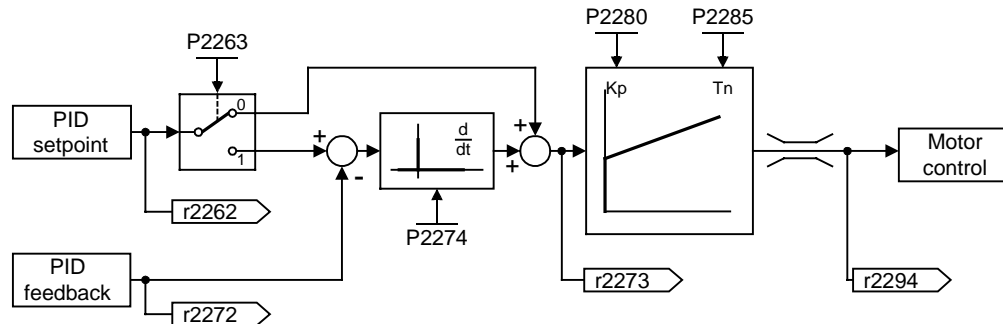 P2280
P2285
P2263
PID
setpoint
0
1
+
-
d
dt
+
+
Kp
Tn
Motor
control
r2262
P2274
PID
feedback
r2272
r2273
r2294